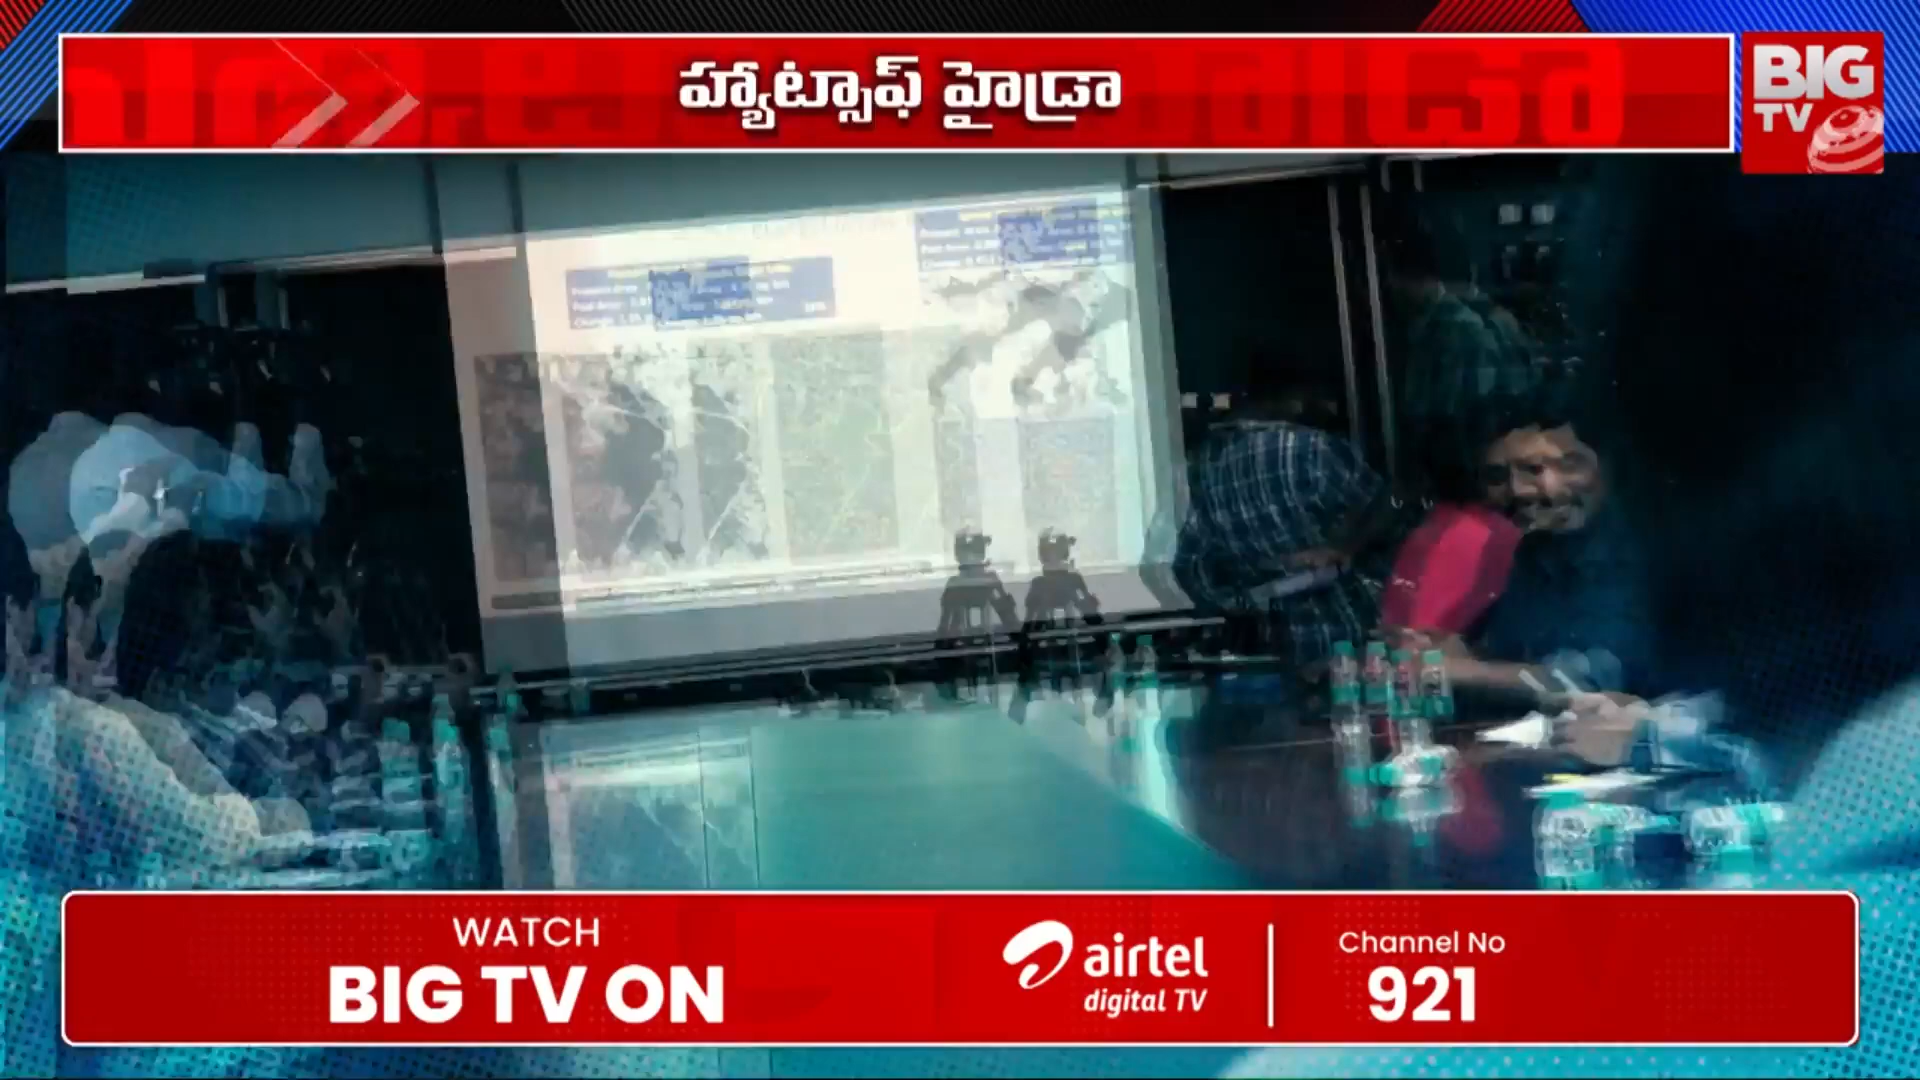 హ్యాట్సాఫ్ హైడ్రా
BIG
TV
WATCH
BIG TV ON
airtel
digital TV
Channel No
921